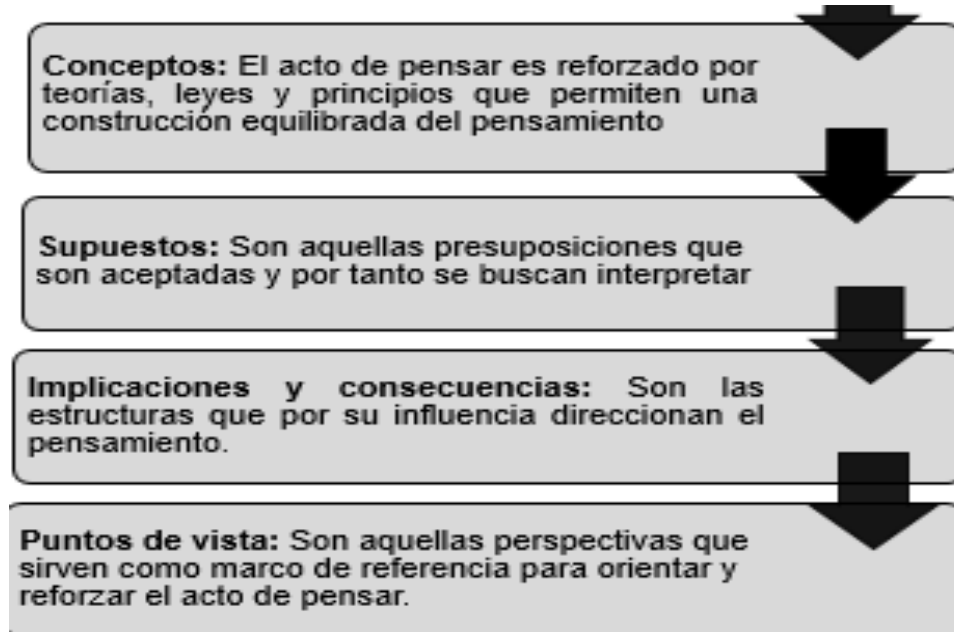 Conceptos: El acto de pensar es reforzado por
teorías, leyes y principios que permiten una
construcción equilibrada del pensamiento
Supuestos: Son aquellas presuposiciones que
son aceptadas y por tanto se buscan interpretar
Implicaciones y consecuencias: Son las
estructuras que por su influencia direccionan el
pensamiento.
Puntos de vista: Son aquellas perspectivas que
sirven como marco de referencia para orientar y
reforzar el acto de pensar.